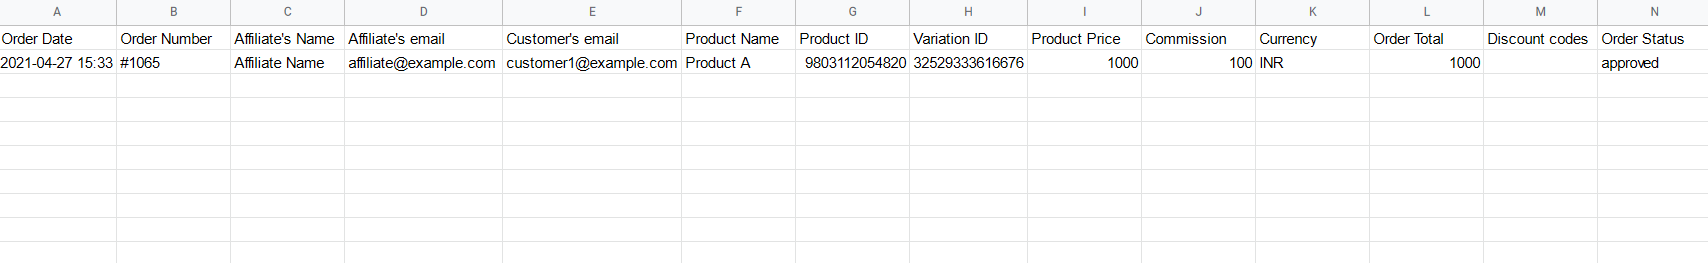 A B C D E F G H I J K L M N
Order Date Order Number Affiliate's Name Affiliate's email Customer's email Product Name Product ID Variation ID Product Price Commission Currency Order Total Discount codes Order Status
2021-04-27 15:33 #1065 Affiliate Name affiliate@example.com customer1@example.com Product A 9803112054820 32529333616676 1000 100 INR 1000 approved